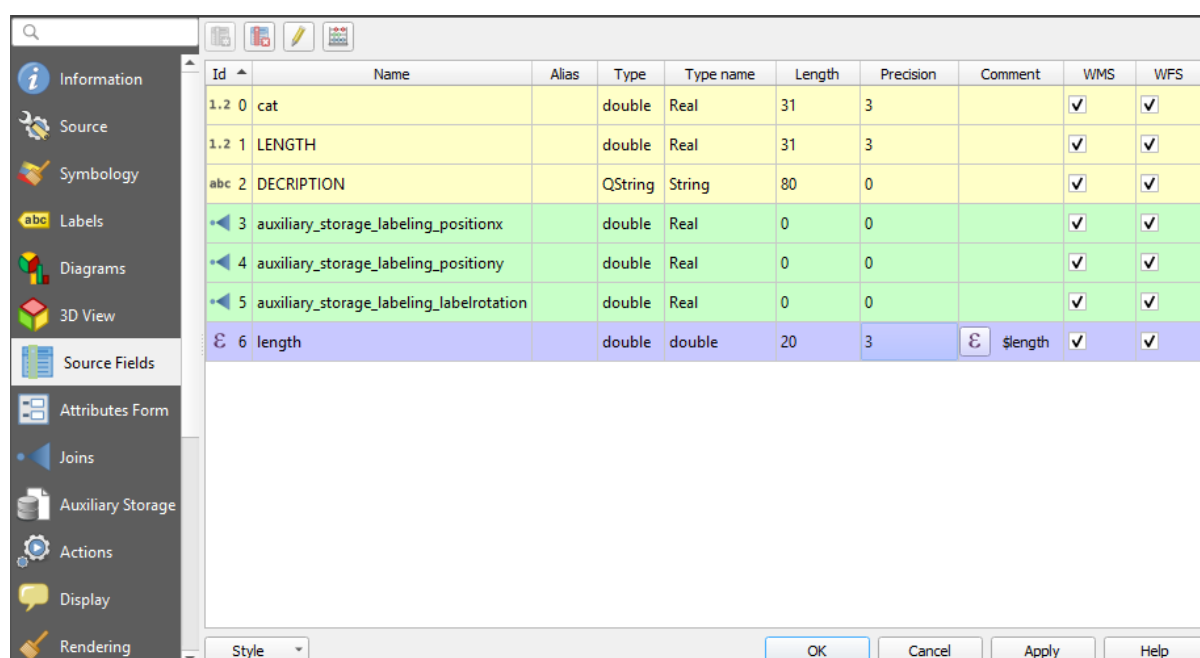 Information
Source
Symbology
abc Labels
Diagrams
3D View
Source Fields
Attributes Form
Joins
Auxiliary Storage
Actions
Display
Rendering
Id Name Alias Type Type name Length Precision Comment WMS WFS
1.2 0 cat double Real 31 3
1.2 1 LENGTH double Real 31 3
abc 2 DECRIPTION QString String 80 0
3 auxiliary_storage_labeling_positionx double Real 0 0
4 auxiliary_storage_labeling_positiony double Real 0 0
5 auxiliary_storage_labeling_labelrotation double Real 0 0
ε 6 length double double 20 3 ε $length
Style OK Cancel Apply Help